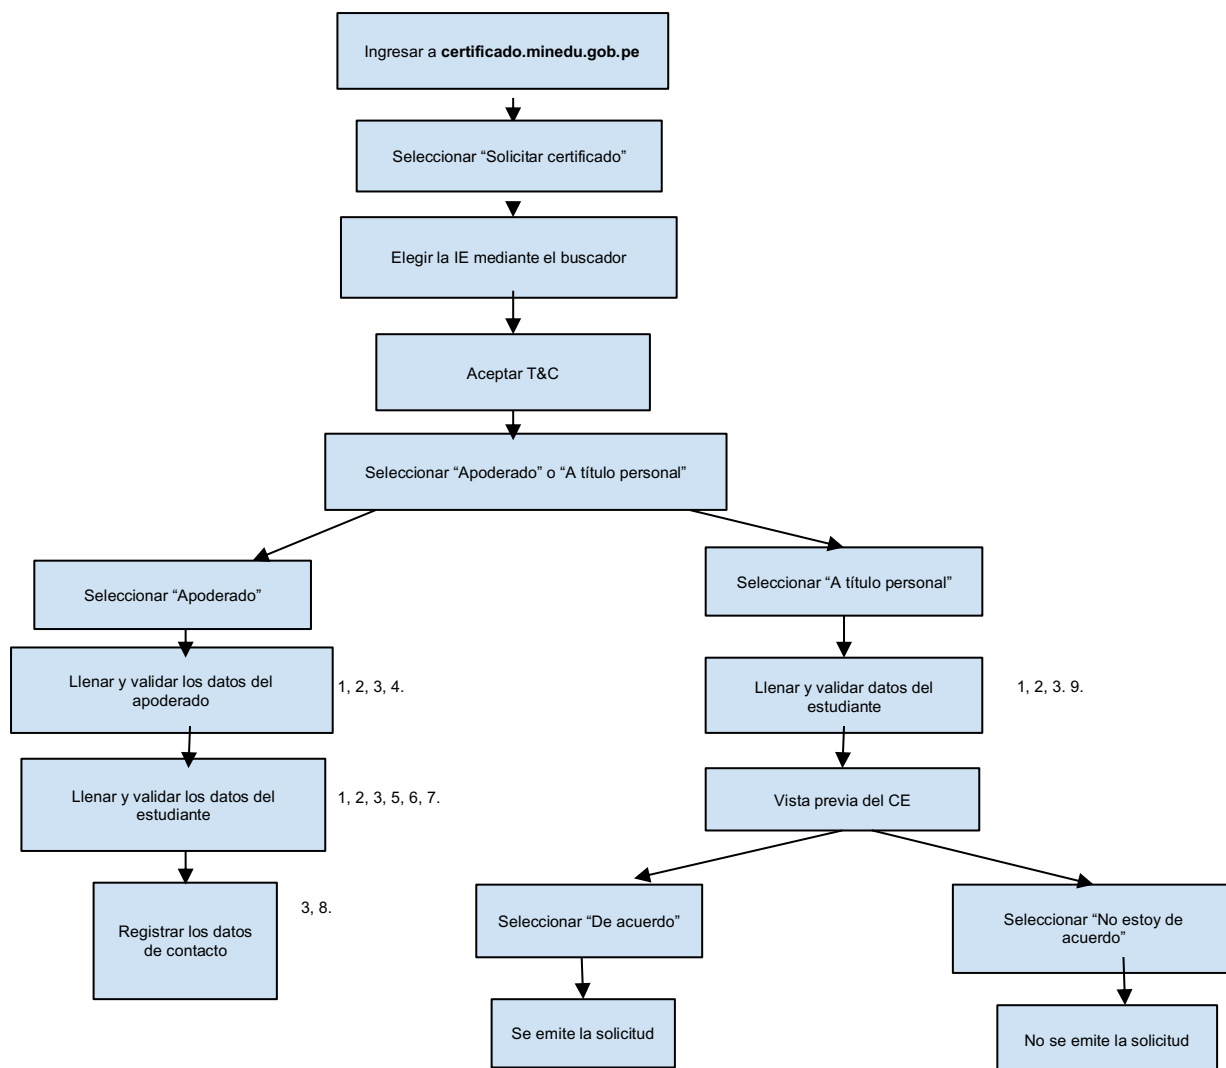 Ingresar a certificado.minedu.gob.pe
Seleccionar “Solicitar certificado”
Elegir la IE mediante el buscador
Aceptar T&C
Seleccionar “Apoderado” o “A título personal”
Seleccionar “Apoderado”
Llenar y validar los datos del
apoderado
1, 2, 3, 4.
Llenar y validar los datos del
estudiante
1, 2, 3, 5, 6, 7.
Registrar los datos
de contacto
3, 8.
Seleccionar “A título personal”
Llenar y validar datos del
estudiante
1, 2, 3. 9.
Vista previa del CE
Seleccionar “De acuerdo”
Se emite la solicitud
Seleccionar “No estoy de
acuerdo”
No se emite la solicitud